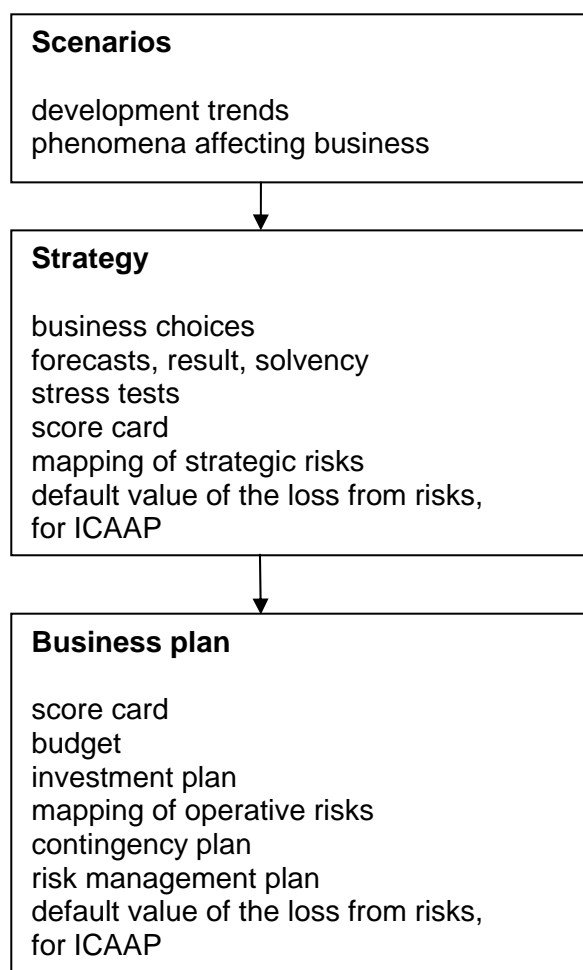 Scenarios
development trends
phenomena affecting business
Strategy
business choices
forecasts, result, solvency
stress tests
score card
mapping of strategic risks
default value of the loss from risks,
for ICAAP
Business plan
score card
budget
investment plan
mapping of operative risks
contingency plan
risk management plan
default value of the loss from risks,
for ICAAP